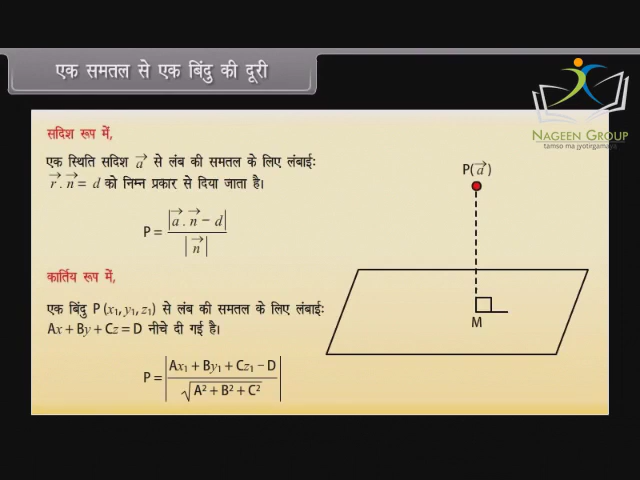 एक समतल से एक बिंदु की दूरी
NAGEEN GROUP
tamso ma jyotirgamaya
सदिश रूप में,
एक स्थिति सदिश a⃗ से लंब की समतल के लिए लंबाईः
r⃗ . n⃗ = d को निम्न प्रकार से दिया जाता है।
P = |a⃗ . n⃗ − d| / |n⃗|
कार्तिय रूप में,
एक बिंदु P (x₁, y₁, z₁) से लंब की समतल के लिए लंबाईः
Ax + By + Cz = D नीचे दी गई है।
P = |(Ax₁ + By₁ + Cz₁ − D) / √(A² + B² + C²)|
P(a⃗)
M